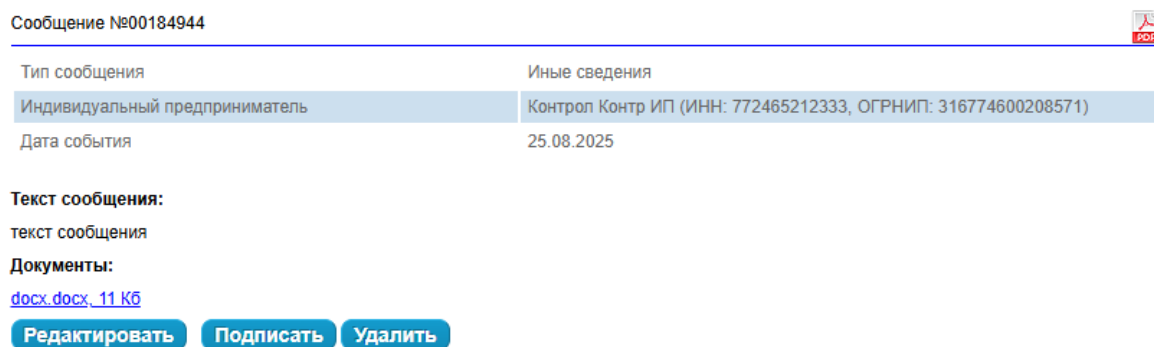 Сообщение №00184944
PDF
Тип сообщения Иные сведения
Индивидуальный предприниматель Контрол Контр ИП (ИНН: 772465212333, ОГРНИП: 316774600208571)
Дата события 25.08.2025
Текст сообщения:
текст сообщения
Документы:
docx.docx, 11 Кб
Редактировать Подписать Удалить